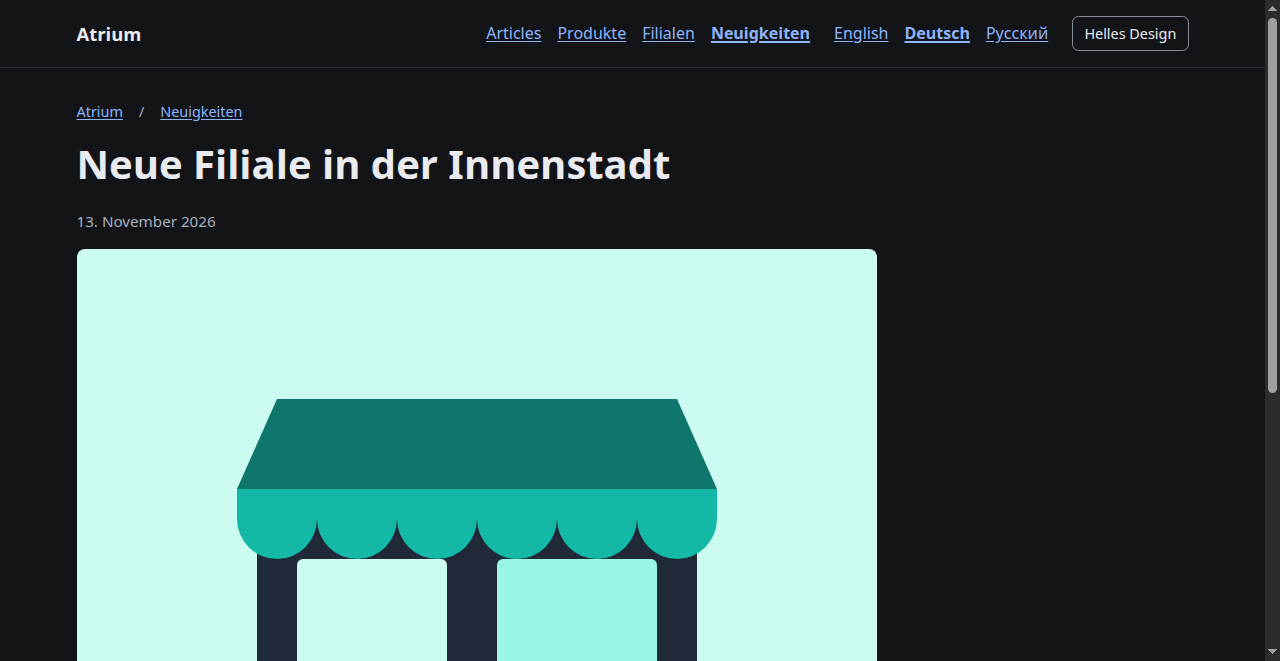 Atrium
Articles Produkte Filialen Neuigkeiten English Deutsch Русский Helles Design
Atrium / Neuigkeiten
Neue Filiale in der Innenstadt
13. November 2026